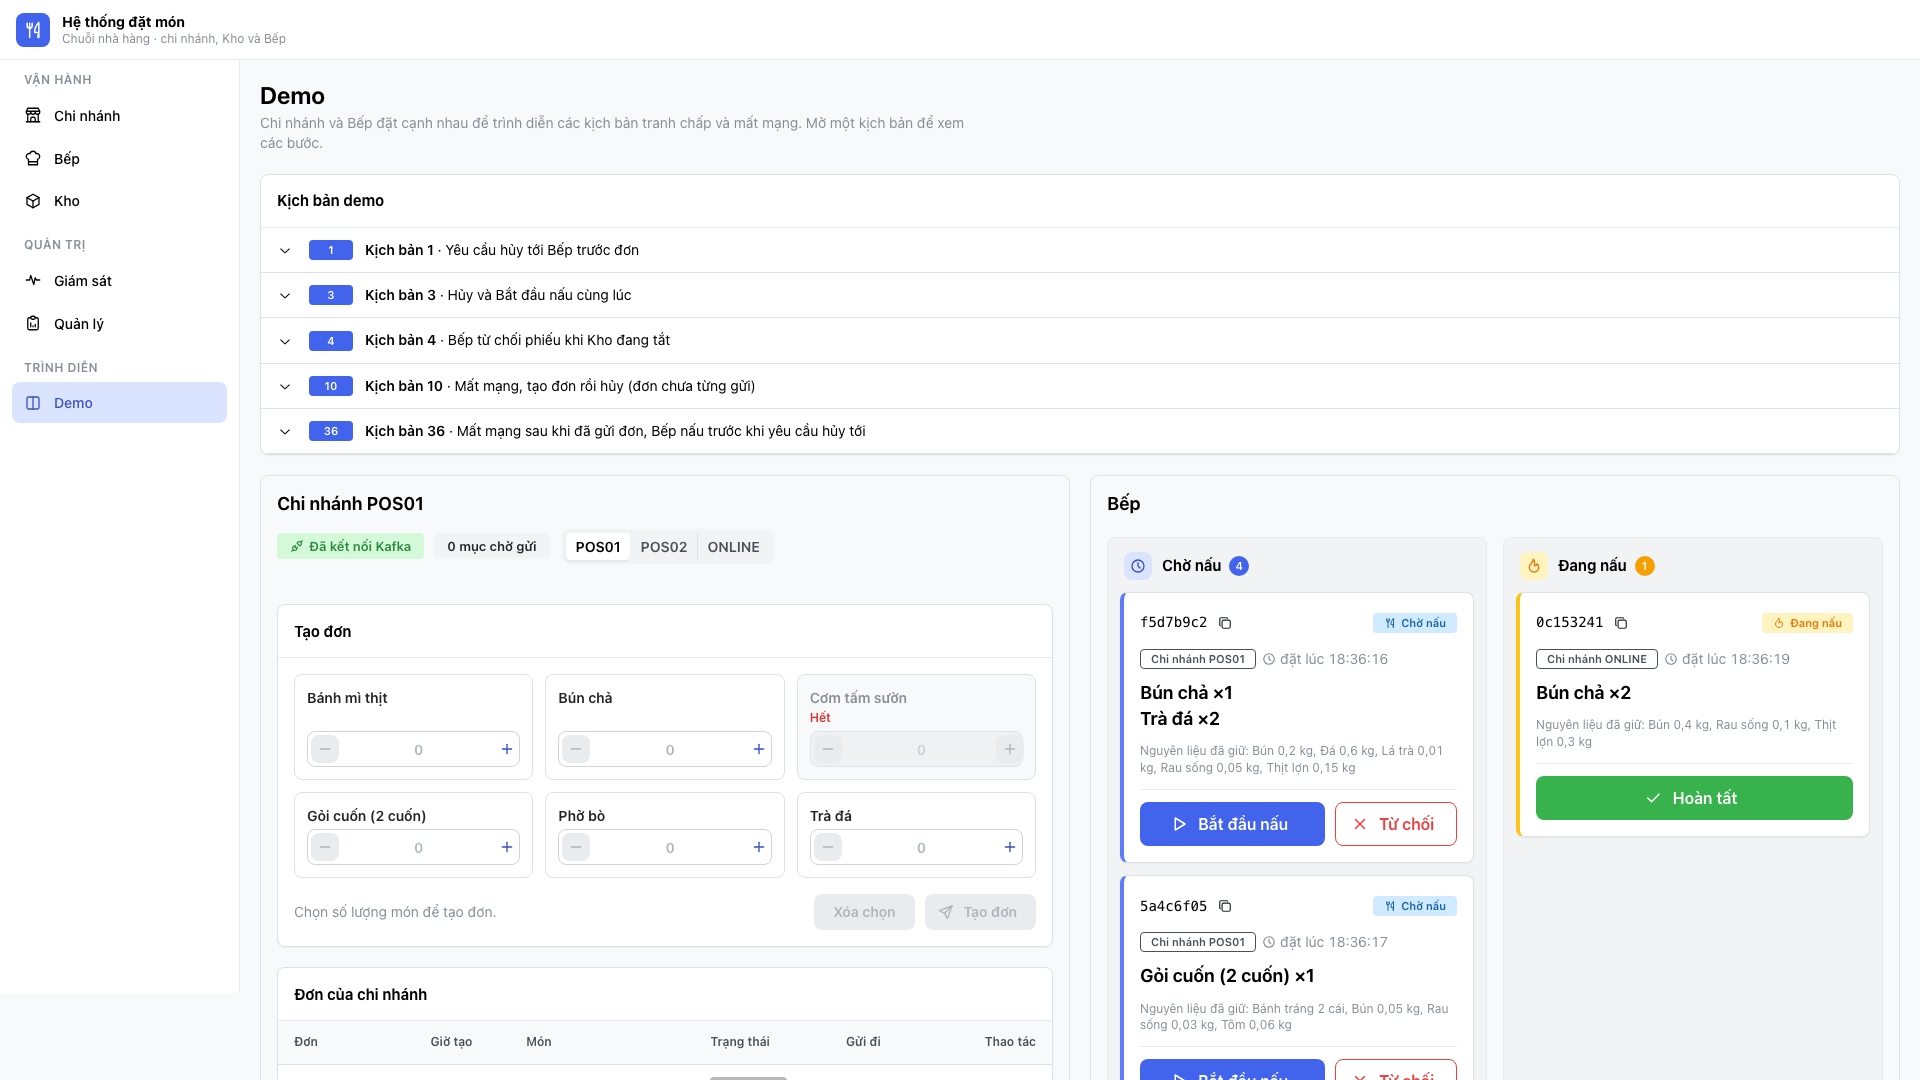 Hệ thống đặt món
Chuỗi nhà hàng · chi nhánh, Kho và Bếp
VẬN HÀNH
Chi nhánh
Bếp
Kho
QUẢN TRỊ
Giám sát
Quản lý
TRÌNH DIỄN
Demo
Demo
Chi nhánh và Bếp đặt cạnh nhau để trình diễn các kịch bản tranh chấp và mất mạng. Mở một kịch bản để xem
các bước.
Kịch bản demo
1 Kịch bản 1 · Yêu cầu hủy tới Bếp trước đơn
3 Kịch bản 3 · Hủy và Bắt đầu nấu cùng lúc
4 Kịch bản 4 · Bếp từ chối phiếu khi Kho đang tắt
10 Kịch bản 10 · Mất mạng, tạo đơn rồi hủy (đơn chưa từng gửi)
36 Kịch bản 36 · Mất mạng sau khi đã gửi đơn, Bếp nấu trước khi yêu cầu hủy tới
Chi nhánh POS01
Đã kết nối Kafka 0 mục chờ gửi POS01 POS02 ONLINE
Tạo đơn
Bánh mì thịt
0
Bún chả
0
Cơm tấm sườn
Hết
0
Gỏi cuốn (2 cuốn)
0
Phở bò
0
Trà đá
0
Chọn số lượng món để tạo đơn. Xóa chọn Tạo đơn
Đơn của chi nhánh
Đơn Giờ tạo Món Trạng thái Gửi đi Thao tác
Bếp
Chờ nấu 4
f5d7b9c2 Chờ nấu
Chi nhánh POS01 đặt lúc 18:36:16
Bún chả ×1
Trà đá ×2
Nguyên liệu đã giữ: Bún 0,2 kg, Đá 0,6 kg, Lá trà 0,01
kg, Rau sống 0,05 kg, Thịt lợn 0,15 kg
Bắt đầu nấu Từ chối
5a4c6f05 Chờ nấu
Chi nhánh POS01 đặt lúc 18:36:17
Gỏi cuốn (2 cuốn) ×1
Nguyên liệu đã giữ: Bánh tráng 2 cái, Bún 0,05 kg, Rau
sống 0,03 kg, Tôm 0,06 kg
Bắt đầu nấu Từ chối
Đang nấu 1
0c153241 Đang nấu
Chi nhánh ONLINE đặt lúc 18:36:19
Bún chả ×2
Nguyên liệu đã giữ: Bún 0,4 kg, Rau sống 0,1 kg, Thịt
lợn 0,3 kg
Hoàn tất